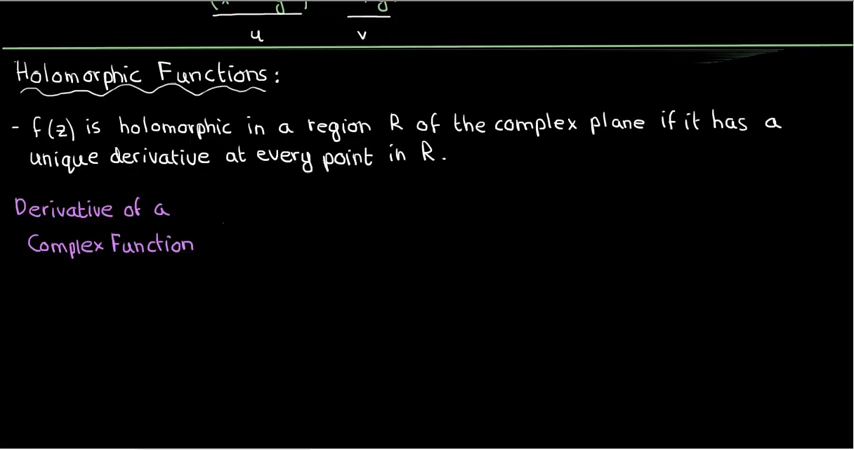 u v
Holomorphic Functions:
- f(z) is holomorphic in a region R of the complex plane if it has a
unique derivative at every point in R.
Derivative of a
Complex Function